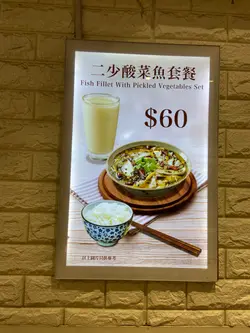 二少酸菜魚套餐
Fish Fillet With Pickled Vegetables Set
$60